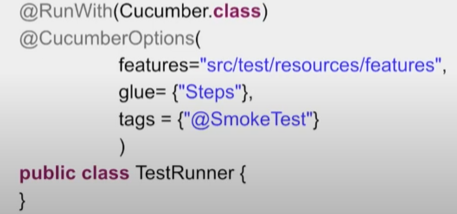 @RunWith(Cucumber.class)
@CucumberOptions(
features="src/test/resources/features",
glue= {"Steps"},
tags = {"@SmokeTest"}
)
public class TestRunner {
}